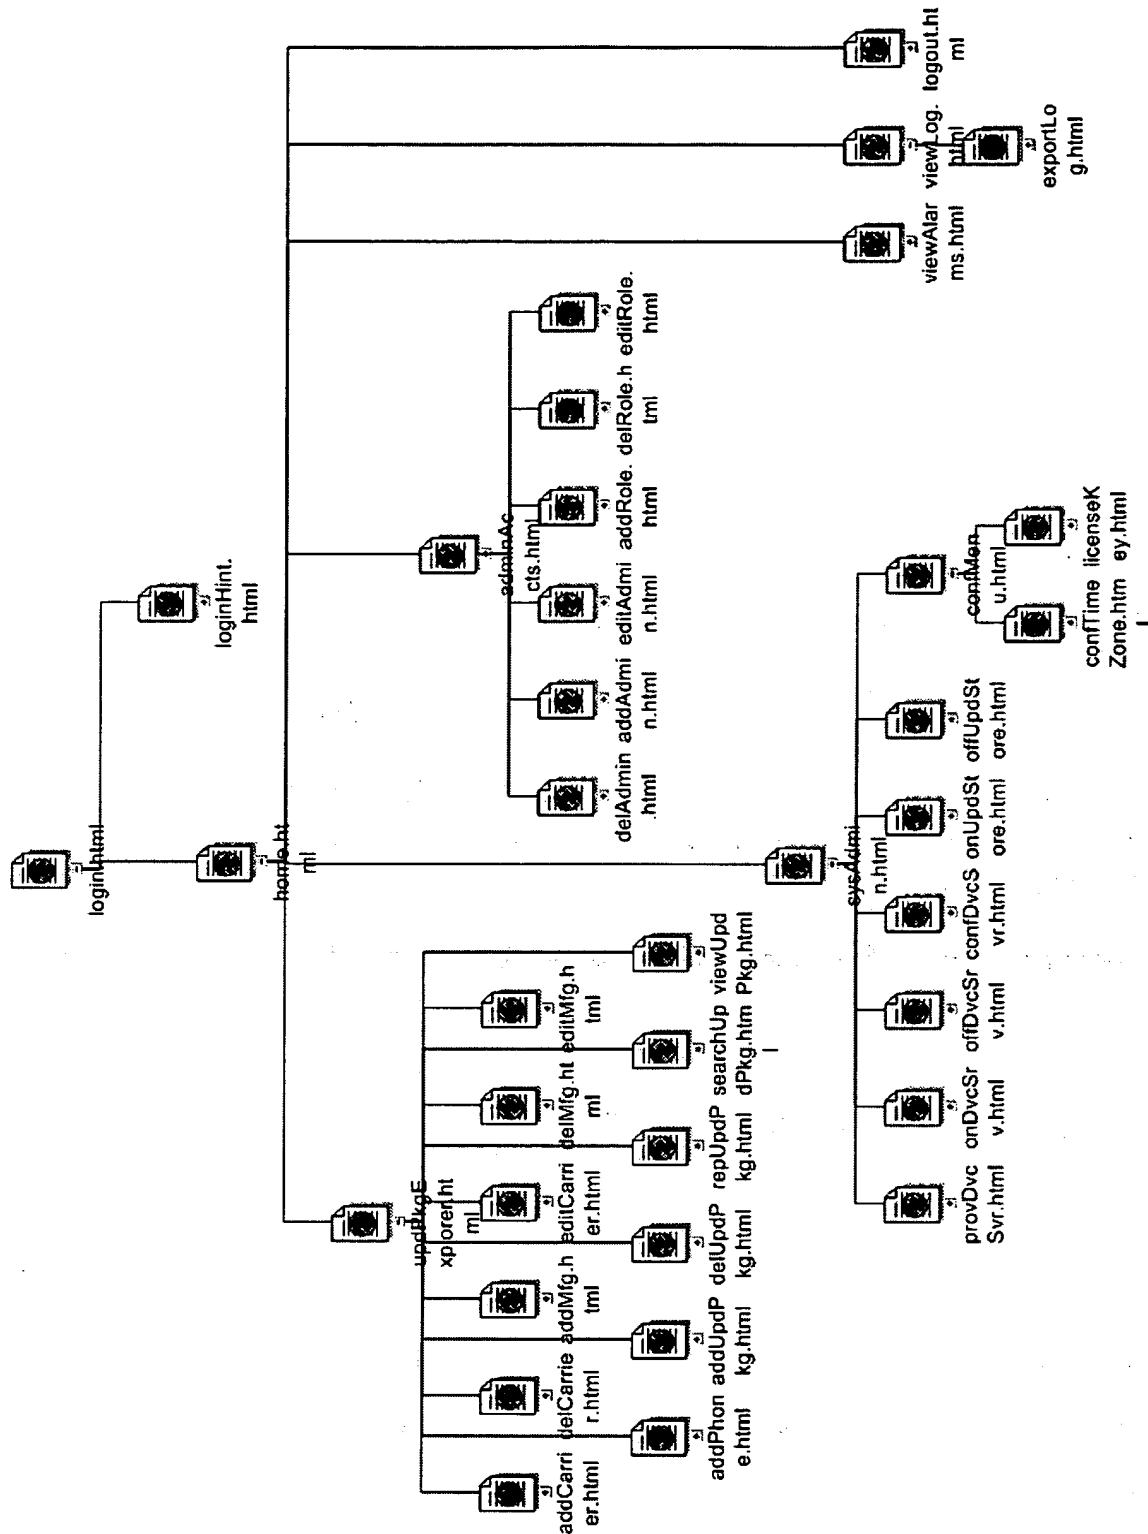 login.html
loginHint.
html
home.ht
ml
updPkgE
xplorer.ht
ml
addCarri
er.html
delCarrie
r.html
addMfg.h
tml
editCarri
er.html
delMfg.ht
ml
editMfg.h
tml
addPhon
e.html
addUpdP
kg.html
delUpdP
kg.html
repUpdP
kg.html
searchUp
dPkg.htm
l
viewUpd
Pkg.html
adminAc
cts.html
delAdmin
.html
addAdmi
n.html
editAdmi
n.html
addRole.
html
delRole.h
tml
editRole.
html
sysAdmi
n.html
provDvc
Svr.html
onDvcSr
v.html
offDvcSr
v.html
confDvcS
vr.html
onUpdSt
ore.html
offUpdSt
ore.html
confMen
u.html
confTime
Zone.htm
l
licenseK
ey.html
viewAlar
ms.html
viewLog.
html
exportLo
g.html
logout.ht
ml